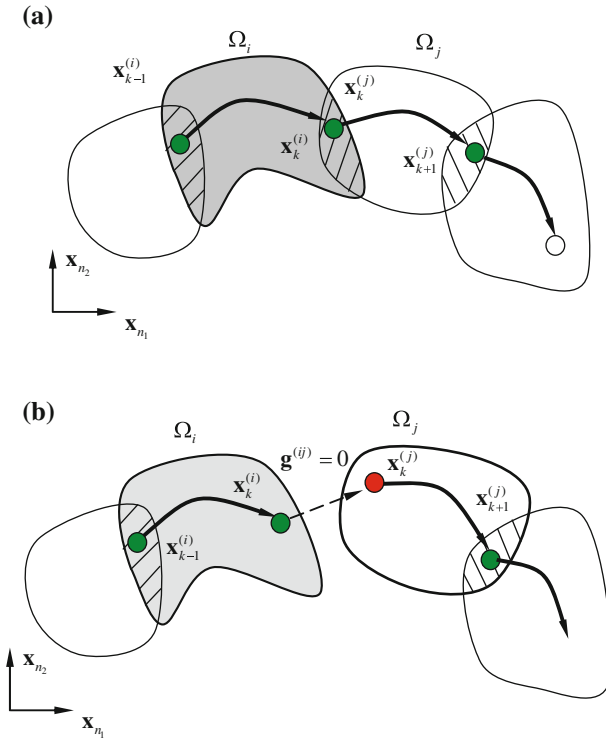 (a)
Ω_i
Ω_j
x_{k-1}^{(i)}
x_k^{(j)}
x_k^{(i)}
x_{k+1}^{(j)}
x_{n_2}
x_{n_1}
(b)
Ω_i
Ω_j
g^{(ij)} = 0
x_k^{(j)}
x_k^{(i)}
x_{k+1}^{(j)}
x_{k-1}^{(i)}
x_{n_2}
x_{n_1}